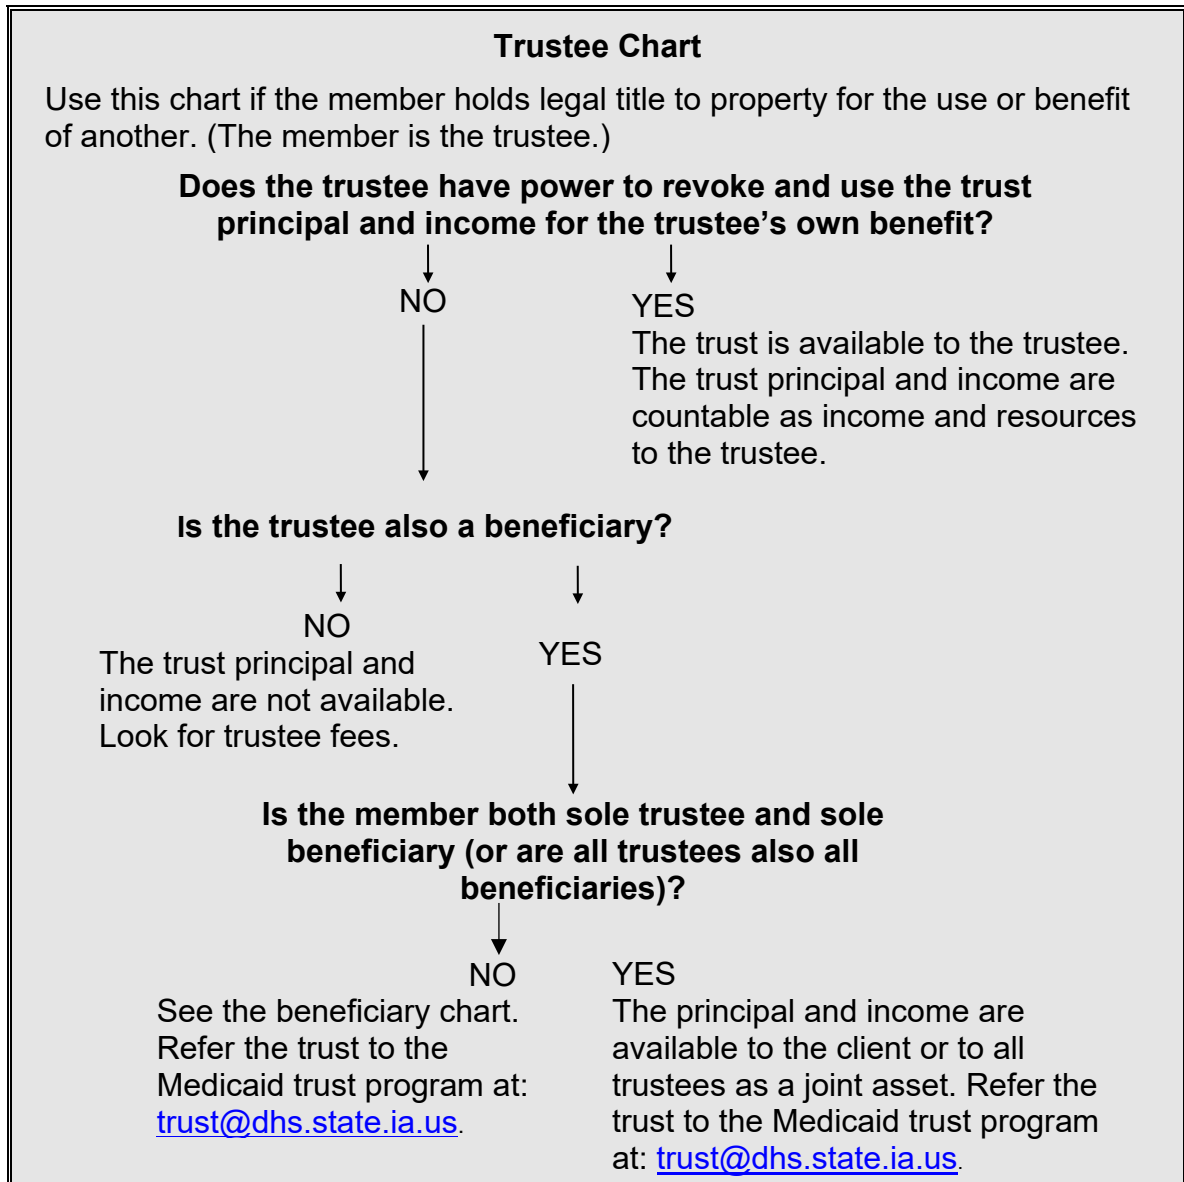 Trustee Chart
Use this chart if the member holds legal title to property for the use or benefit
of another. (The member is the trustee.)
Does the trustee have power to revoke and use the trust
principal and income for the trustee’s own benefit?
NO
YES
The trust is available to the trustee.
The trust principal and income are
countable as income and resources
to the trustee.
Is the trustee also a beneficiary?
NO
The trust principal and
income are not available.
Look for trustee fees.
YES
Is the member both sole trustee and sole
beneficiary (or are all trustees also all
beneficiaries)?
NO
See the beneficiary chart.
Refer the trust to the
Medicaid trust program at:
trust@dhs.state.ia.us.
YES
The principal and income are
available to the client or to all
trustees as a joint asset. Refer the
trust to the Medicaid trust program
at: trust@dhs.state.ia.us.